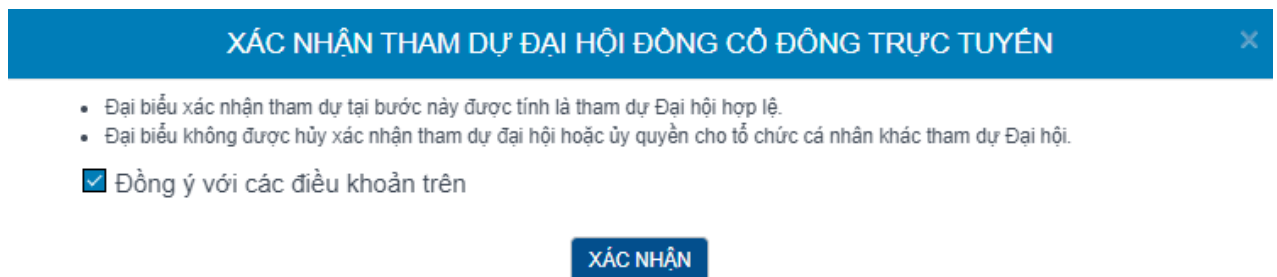 XÁC NHẬN THAM DỰ ĐẠI HỘI ĐỒNG CỔ ĐÔNG TRỰC TUYẾN
• Đại biểu xác nhận tham dự tại bước này được tính là tham dự Đại hội hợp lệ.
• Đại biểu không được hủy xác nhận tham dự đại hội hoặc ủy quyền cho tổ chức cá nhân khác tham dự Đại hội.
Đồng ý với các điều khoản trên
XÁC NHẬN